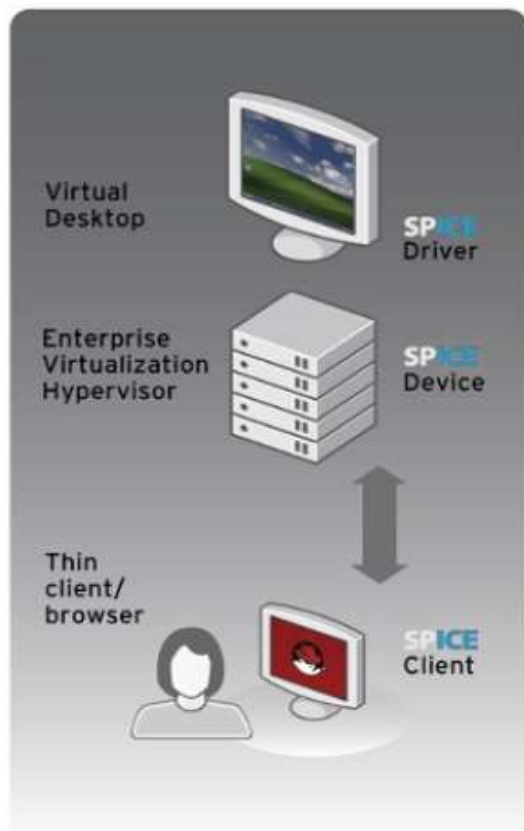 Virtual
Desktop
SPICE
Driver
Enterprise
Virtualization
Hypervisor
SPICE
Device
Thin
client/
browser
SPICE
Client